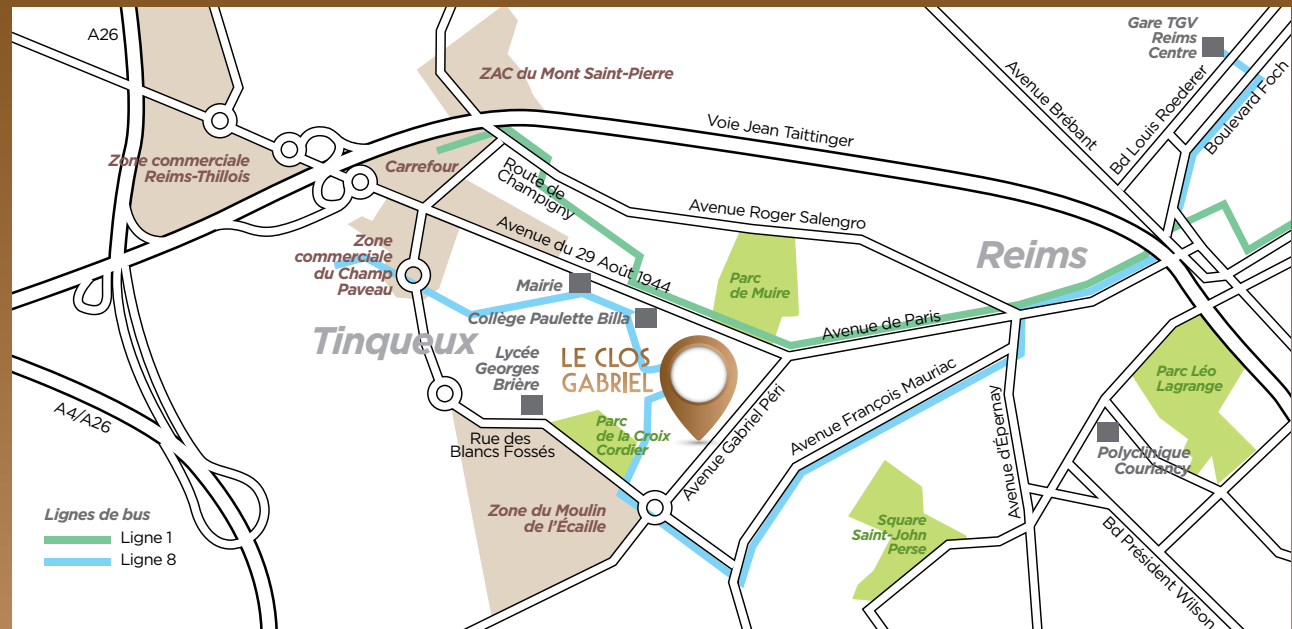 A26
ZAC du Mont Saint-Pierre
Gare TGV
Reims
Centre
Avenue Brébant
Bd Louis Roederer
Boulevard Foch
Voie Jean Taittinger
Zone commerciale
Reims-Thillois
Carrefour
Route de
Champigny
Avenue Roger Salengro
Avenue du 29 Août 1944
Zone
commerciale
du Champ
Paveau
Reims
Mairie
Parc
de Muire
Collège Paulette Billa
Avenue de Paris
Tinqueux
Lycée
Georges
Brière
LE CLOS
GABRIEL
Avenue François Mauriac
Parc Léo
Lagrange
A4/A26
Rue des
Blancs Fossés
Parc
de la Croix
Cordier
Avenue Gabriel Péri
Avenue d'Épernay
Polyclinique
Courlancy
Zone du Moulin
de l'Écaille
Square
Saint-John
Perse
Bd Président Wilson
Lignes de bus
Ligne 1
Ligne 8